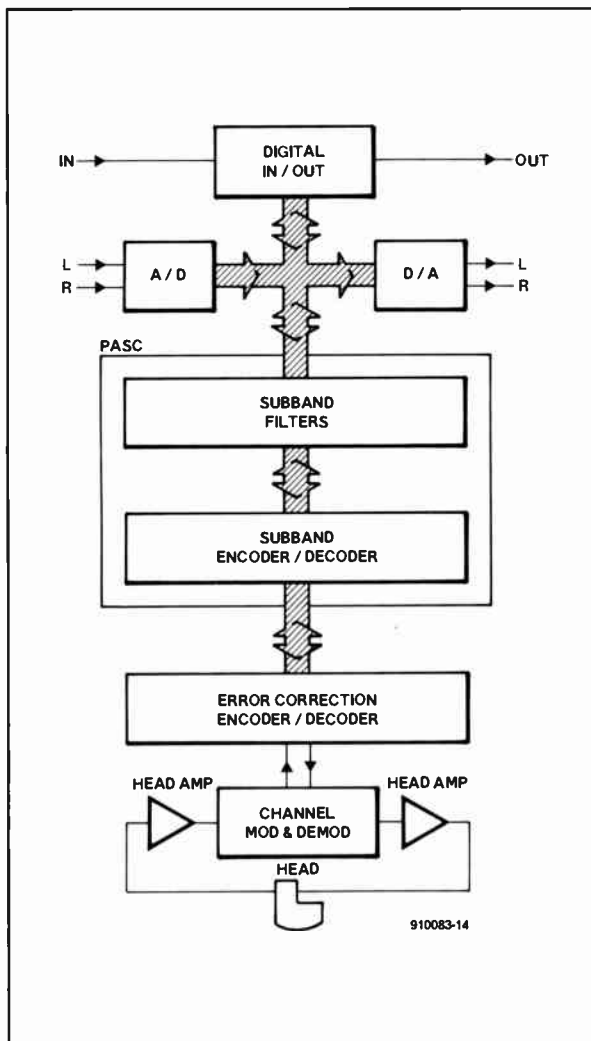 DIGITAL
IN / OUT
IN
OUT
L
R
A / D
D / A
L
R
PASC
SUBBAND
FILTERS
SUBBAND
ENCODER / DECODER
ERROR CORRECTION
ENCODER / DECODER
HEAD AMP
HEAD AMP
CHANNEL
MOD & DEMOD
HEAD
910083-14